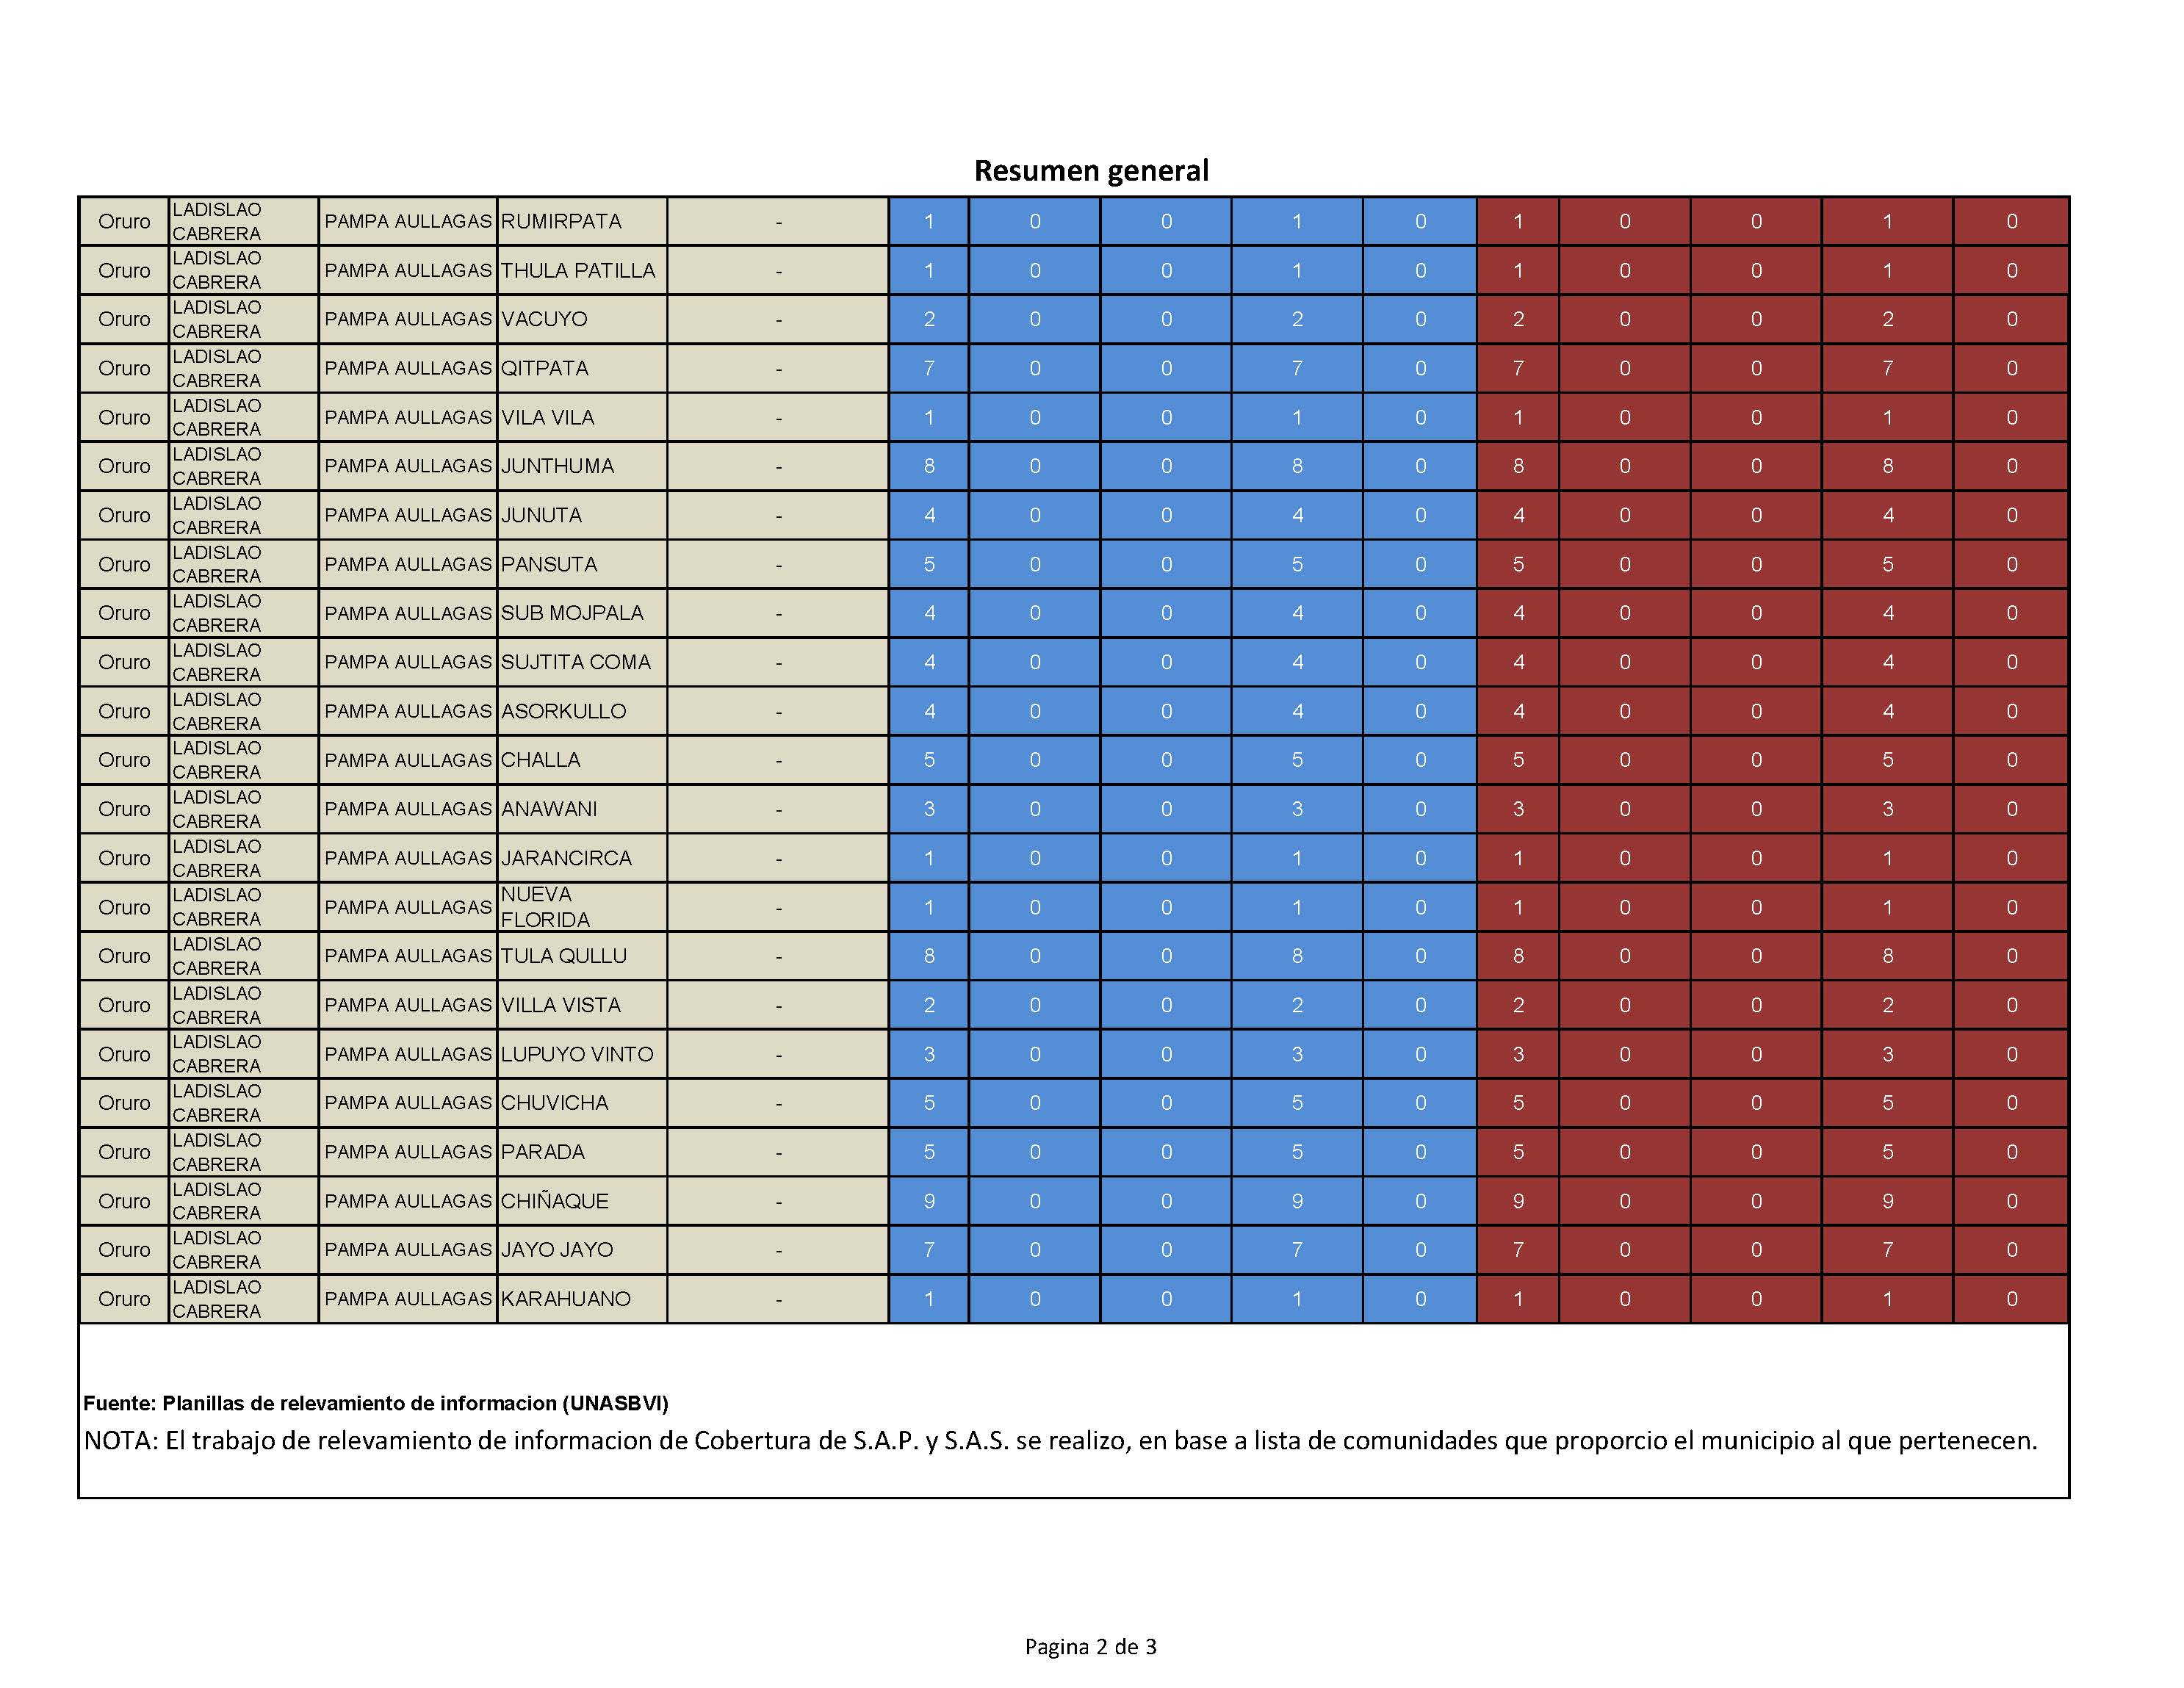 Resumen general
Oruro LADISLAO CABRERA PAMPA AULLAGAS RUMIRPATA - 1 0 0 1 0 1 0 0 1 0
Oruro LADISLAO CABRERA PAMPA AULLAGAS THULA PATILLA - 1 0 0 1 0 1 0 0 1 0
Oruro LADISLAO CABRERA PAMPA AULLAGAS VACUYO - 2 0 0 2 0 2 0 0 2 0
Oruro LADISLAO CABRERA PAMPA AULLAGAS QITPATA - 7 0 0 7 0 7 0 0 7 0
Oruro LADISLAO CABRERA PAMPA AULLAGAS VILA VILA - 1 0 0 1 0 1 0 0 1 0
Oruro LADISLAO CABRERA PAMPA AULLAGAS JUNTHUMA - 8 0 0 8 0 8 0 0 8 0
Oruro LADISLAO CABRERA PAMPA AULLAGAS JUNUTA - 4 0 0 4 0 4 0 0 4 0
Oruro LADISLAO CABRERA PAMPA AULLAGAS PANSUTA - 5 0 0 5 0 5 0 0 5 0
Oruro LADISLAO CABRERA PAMPA AULLAGAS SUB MOJPALA - 4 0 0 4 0 4 0 0 4 0
Oruro LADISLAO CABRERA PAMPA AULLAGAS SUJTITA COMA - 4 0 0 4 0 4 0 0 4 0
Oruro LADISLAO CABRERA PAMPA AULLAGAS ASORKULLO - 4 0 0 4 0 4 0 0 4 0
Oruro LADISLAO CABRERA PAMPA AULLAGAS CHALLA - 5 0 0 5 0 5 0 0 5 0
Oruro LADISLAO CABRERA PAMPA AULLAGAS ANAWANI - 3 0 0 3 0 3 0 0 3 0
Oruro LADISLAO CABRERA PAMPA AULLAGAS JARANCIRCA - 1 0 0 1 0 1 0 0 1 0
Oruro LADISLAO CABRERA PAMPA AULLAGAS NUEVA FLORIDA - 1 0 0 1 0 1 0 0 1 0
Oruro LADISLAO CABRERA PAMPA AULLAGAS TULA QULLU - 8 0 0 8 0 8 0 0 8 0
Oruro LADISLAO CABRERA PAMPA AULLAGAS VILLA VISTA - 2 0 0 2 0 2 0 0 2 0
Oruro LADISLAO CABRERA PAMPA AULLAGAS LUPUYO VINTO - 3 0 0 3 0 3 0 0 3 0
Oruro LADISLAO CABRERA PAMPA AULLAGAS CHUVICHA - 5 0 0 5 0 5 0 0 5 0
Oruro LADISLAO CABRERA PAMPA AULLAGAS PARADA - 5 0 0 5 0 5 0 0 5 0
Oruro LADISLAO CABRERA PAMPA AULLAGAS CHIÑAQUE - 9 0 0 9 0 9 0 0 9 0
Oruro LADISLAO CABRERA PAMPA AULLAGAS JAYO JAYO - 7 0 0 7 0 7 0 0 7 0
Oruro LADISLAO CABRERA PAMPA AULLAGAS KARAHUANO - 1 0 0 1 0 1 0 0 1 0
Fuente: Planillas de relevamiento de informacion (UNASBVI)
NOTA: El trabajo de relevamiento de informacion de Cobertura de S.A.P. y S.A.S. se realizo, en base a lista de comunidades que proporcio el municipio al que pertenecen.
Pagina 2 de 3